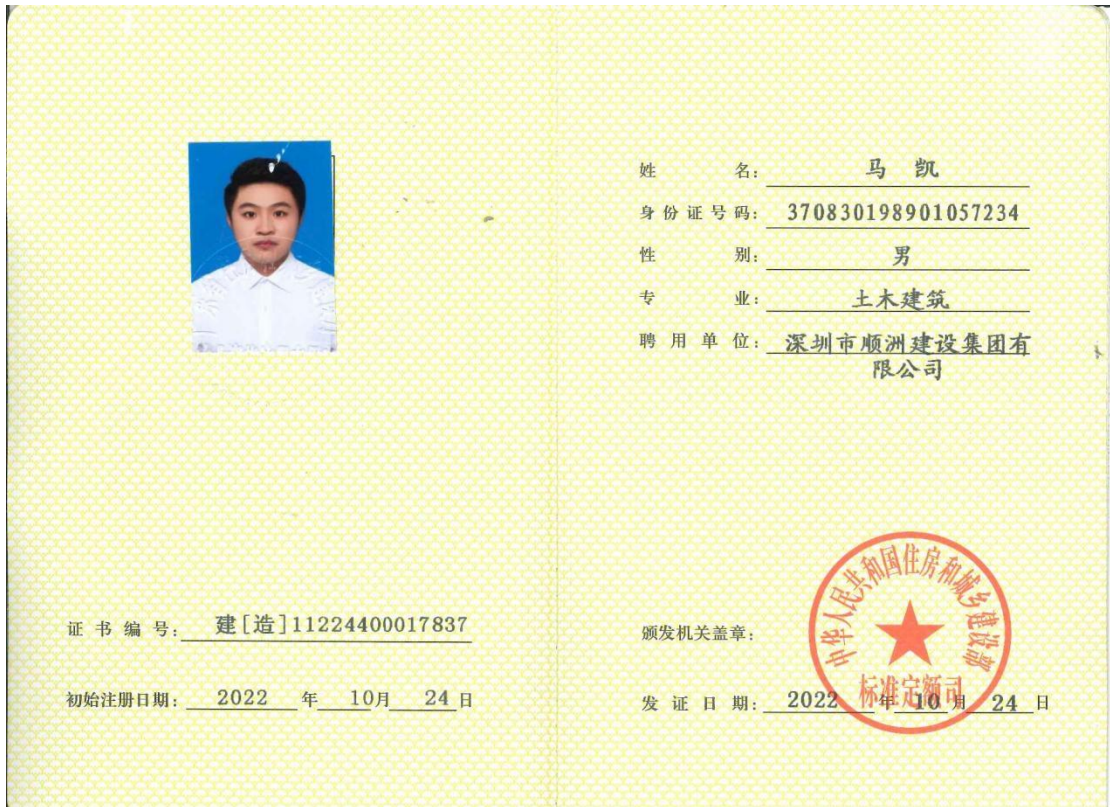 姓名: 马 凯
身份证号码: 370830198901057234
性别: 男
专业: 土木建筑
聘用单位: 深圳市顺洲建设集团有
限公司
证书编号: 建[造]11224400017837
初始注册日期: 2022 年 10月 24 日
颁发机关盖章:
中华人民共和国住房和城乡建设部
标准定额司
发证日期: 2022 年 10 月 24 日